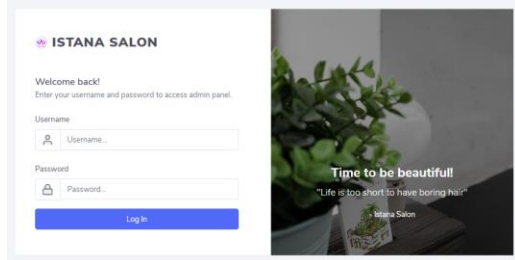 ISTANA SALON
Welcome back!
Enter your username and password to access admin panel.
Username
Username...
Password
Password...
Log In
Time to be beautiful!
"Life is too short to have boring hair"
- Istana Salon